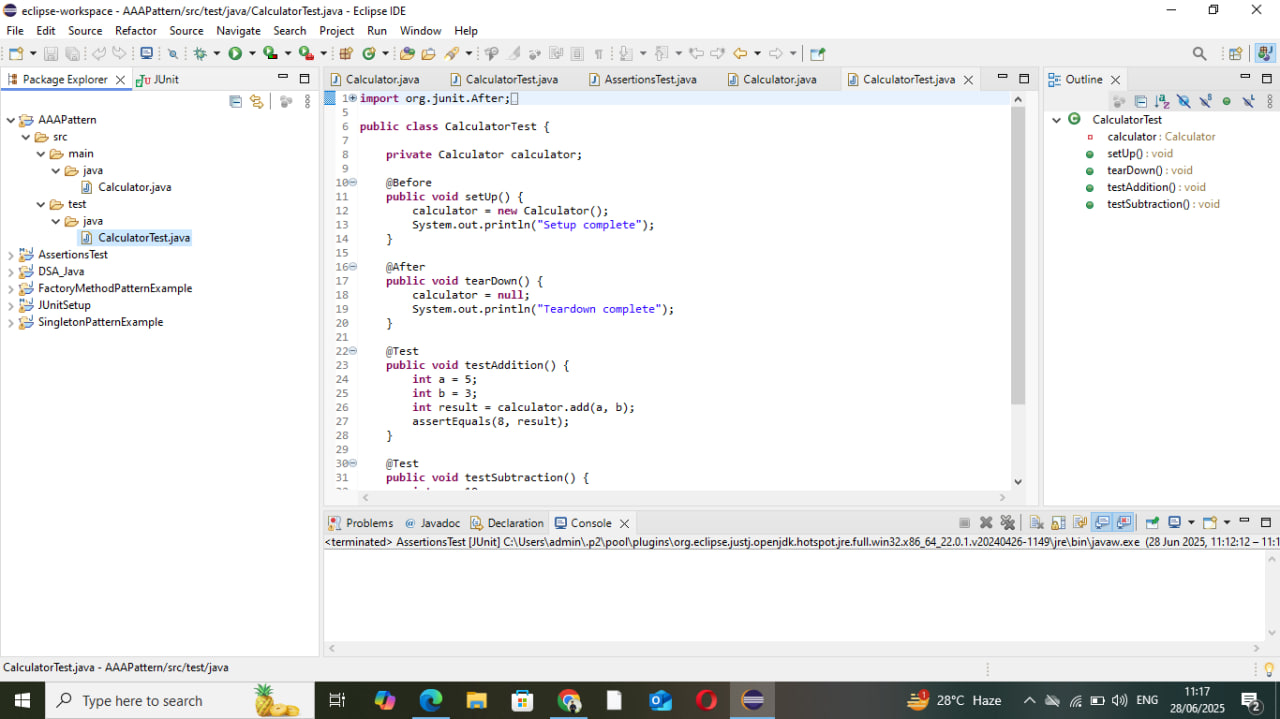 eclipse-workspace - AAAPattern/src/test/java/CalculatorTest.java - Eclipse IDE
File Edit Source Refactor Source Navigate Search Project Run Window Help
Package Explorer JUnit
Calculator.java CalculatorTest.java AssertionsTest.java Calculator.java CalculatorTest.java
Outline
AAAPattern
src
main
java
Calculator.java
test
java
CalculatorTest.java
AssertionsTest
DSA_Java
FactoryMethodPatternExample
JUnitSetup
SingletonPatternExample
1 import org.junit.After;
5
6 public class CalculatorTest {
7
8 private Calculator calculator;
9
10 @Before
11 public void setUp() {
12 calculator = new Calculator();
13 System.out.println("Setup complete");
14 }
15
16 @After
17 public void tearDown() {
18 calculator = null;
19 System.out.println("Teardown complete");
20 }
21
22 @Test
23 public void testAddition() {
24 int a = 5;
25 int b = 3;
26 int result = calculator.add(a, b);
27 assertEquals(8, result);
28 }
29
30 @Test
31 public void testSubtraction() {
CalculatorTest
calculator : Calculator
setUp() : void
tearDown() : void
testAddition() : void
testSubtraction() : void
Problems @ Javadoc Declaration Console
<terminated> AssertionsTest [JUnit] C:\Users\admin\.p2\pool\plugins\org.eclipse.justj.openjdk.hotspot.jre.full.win32.x86_64_22.0.1.v20240426-1149\jre\bin\javaw.exe (28 Jun 2025, 11:12:12 – 11:1
CalculatorTest.java - AAAPattern/src/test/java
Type here to search
1
28°C Haze
ENG
11:17
28/06/2025
2